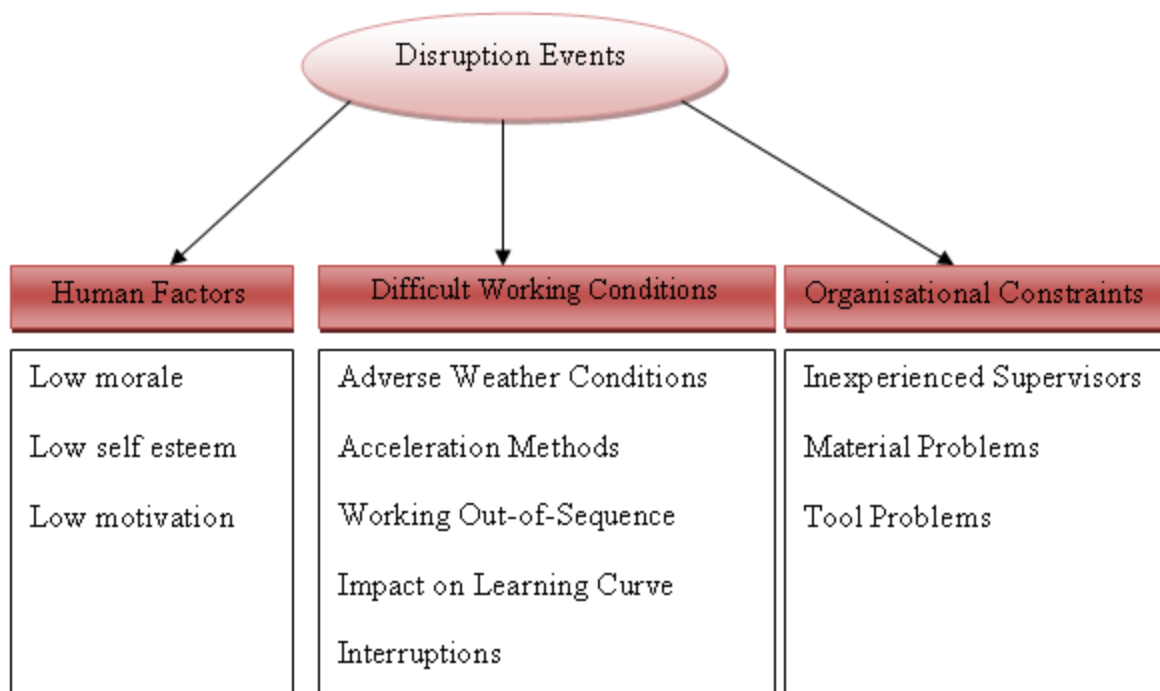 Disruption Events
Human Factors
Difficult Working Conditions
Organisational Constraints
Low morale
Low self esteem
Low motivation
Adverse Weather Conditions
Acceleration Methods
Working Out-of-Sequence
Impact on Learning Curve
Interruptions
Inexperienced Supervisors
Material Problems
Tool Problems